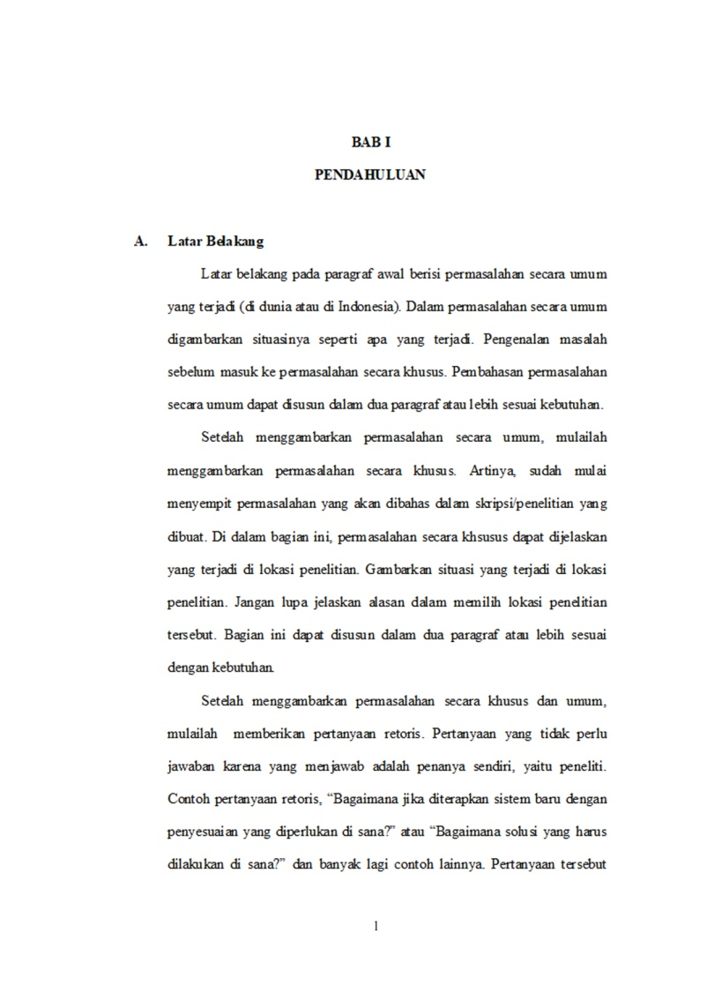 BAB I
PENDAHULUAN
A. Latar Belakang
Latar belakang pada paragraf awal berisi permasalahan secara umum
yang terjadi (di dunia atau di Indonesia). Dalam permasalahan secara umum
digambarkan situasinya seperti apa yang terjadi. Pengenalan masalah
sebelum masuk ke permasalahan secara khusus. Pembahasan permasalahan
secara umum dapat disusun dalam dua paragraf atau lebih sesuai kebutuhan.
Setelah menggambarkan permasalahan secara umum, mulailah
menggambarkan permasalahan secara khusus. Artinya, sudah mulai
menyempit permasalahan yang akan dibahas dalam skripsi/penelitian yang
dibuat. Di dalam bagian ini, permasalahan secara khsusus dapat dijelaskan
yang terjadi di lokasi penelitian. Gambarkan situasi yang terjadi di lokasi
penelitian. Jangan lupa jelaskan alasan dalam memilih lokasi penelitian
tersebut. Bagian ini dapat disusun dalam dua paragraf atau lebih sesuai
dengan kebutuhan.
Setelah menggambarkan permasalahan secara khusus dan umum,
mulailah memberikan pertanyaan retoris. Pertanyaan yang tidak perlu
jawaban karena yang menjawab adalah penanya sendiri, yaitu peneliti.
Contoh pertanyaan retoris, “Bagaimana jika diterapkan sistem baru dengan
penyesuaian yang diperlukan di sana?” atau “Bagaimana solusi yang harus
dilakukan di sana?” dan banyak lagi contoh lainnya. Pertanyaan tersebut
1